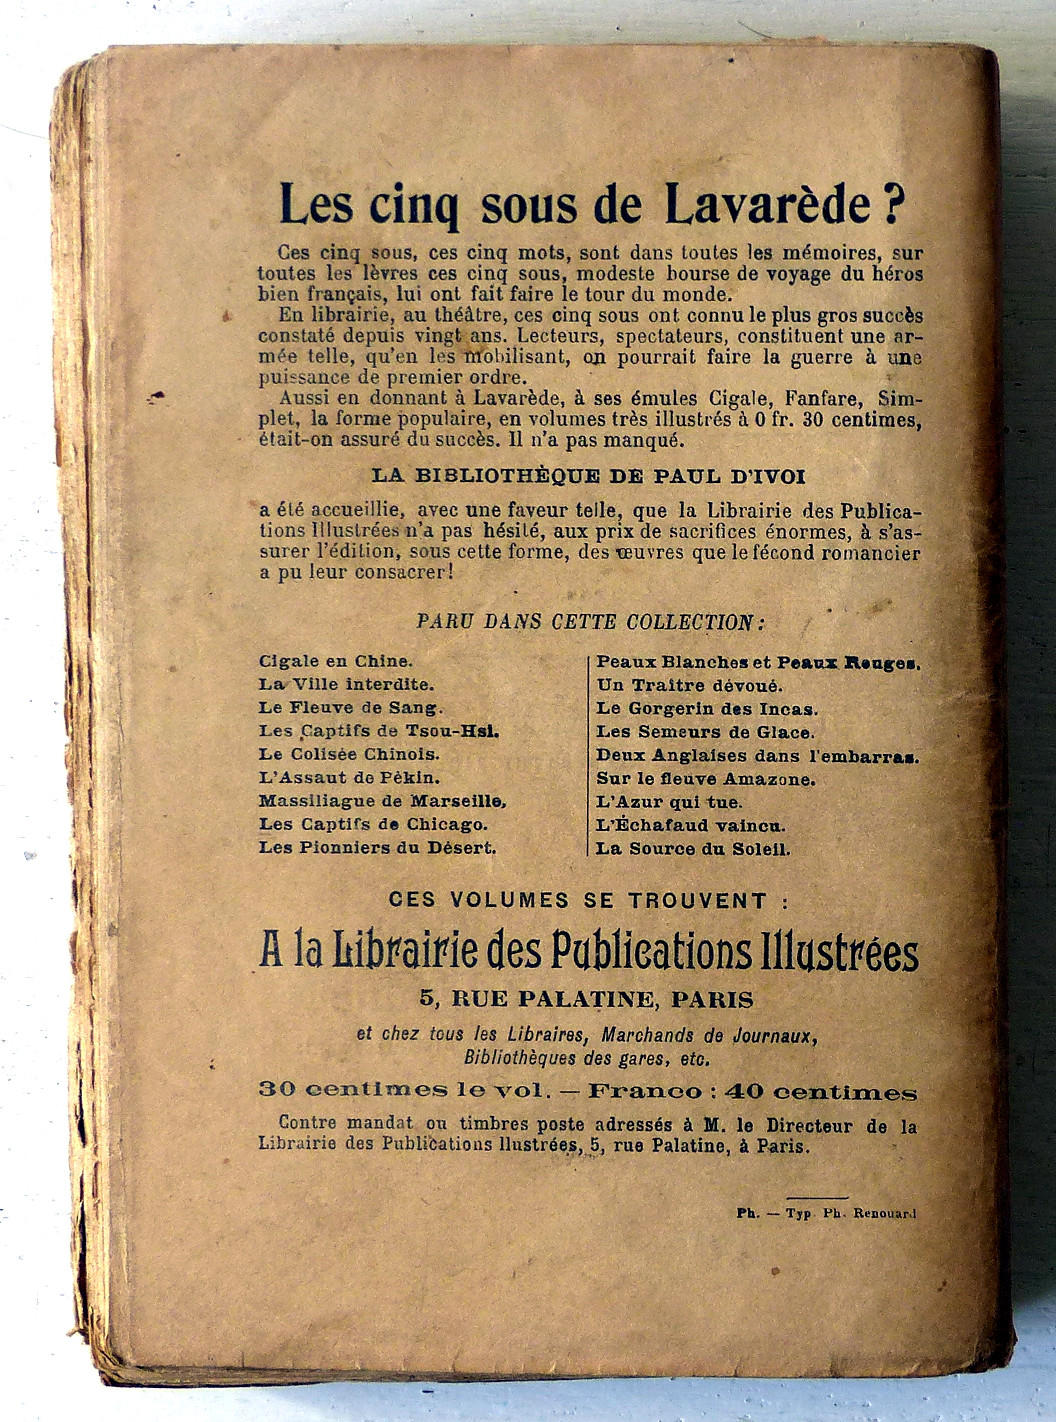 Les cinq sous de Lavarède ?
Ces cinq sous, ces cinq mots, sont dans toutes les mémoires, sur
toutes les lèvres ces cinq sous, modeste bourse de voyage du héros
bien français, lui ont fait faire le tour du monde.
En librairie, au théâtre, ces cinq sous ont connu le plus gros succès
constaté depuis vingt ans. Lecteurs, spectateurs, constituent une ar-
mée telle, qu'en les mobilisant, on pourrait faire la guerre à une
puissance de premier ordre.
Aussi en donnant à Lavarède, à ses émules Cigale, Fanfare, Sim-
plet, la forme populaire, en volumes très illustrés à 0 fr. 30 centimes,
était-on assuré du succès. Il n'a pas manqué.
LA BIBLIOTHÈQUE DE PAUL D'IVOI
a été accueillie, avec une faveur telle, que la Librairie des Publica-
tions Illustrées n'a pas hésité, aux prix de sacrifices énormes, à s'as-
surer l'édition, sous cette forme, des œuvres que le fécond romancier
a pu leur consacrer!
PARU DANS CETTE COLLECTION :
Cigale en Chine.
La Ville interdite.
Le Fleuve de Sang.
Les Captifs de Tsou-Hsi.
Le Colisée Chinois.
L'Assaut de Pékin.
Massiliague de Marseille.
Les Captifs de Chicago.
Les Pionniers du Désert.
Peaux Blanches et Peaux Rouges.
Un Traître dévoué.
Le Gorgerin des Incas.
Les Semeurs de Glace.
Deux Anglaises dans l'embarras.
Sur le fleuve Amazone.
L'Azur qui tue.
L'Échafaud vaincu.
La Source du Soleil.
CES VOLUMES SE TROUVENT :
A la Librairie des Publications Illustrées
5, RUE PALATINE, PARIS
et chez tous les Libraires, Marchands de Journaux,
Bibliothèques des gares, etc.
30 centimes le vol. — Franco : 40 centimes
Contre mandat ou timbres poste adressés à M. le Directeur de la
Librairie des Publications llustrées, 5, rue Palatine, à Paris.
Ph. — Typ. Ph. Renouard